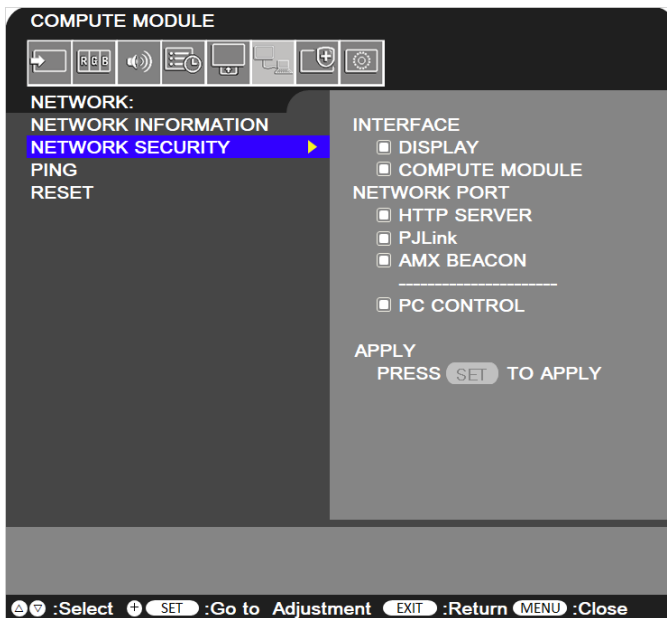 COMPUTE MODULE
R G B
NETWORK:
NETWORK INFORMATION
NETWORK SECURITY
PING
RESET
INTERFACE
DISPLAY
COMPUTE MODULE
NETWORK PORT
HTTP SERVER
PJLink
AMX BEACON
----------------------
PC CONTROL
APPLY
PRESS SET TO APPLY
:Select SET :Go to Adjustment EXIT :Return MENU :Close